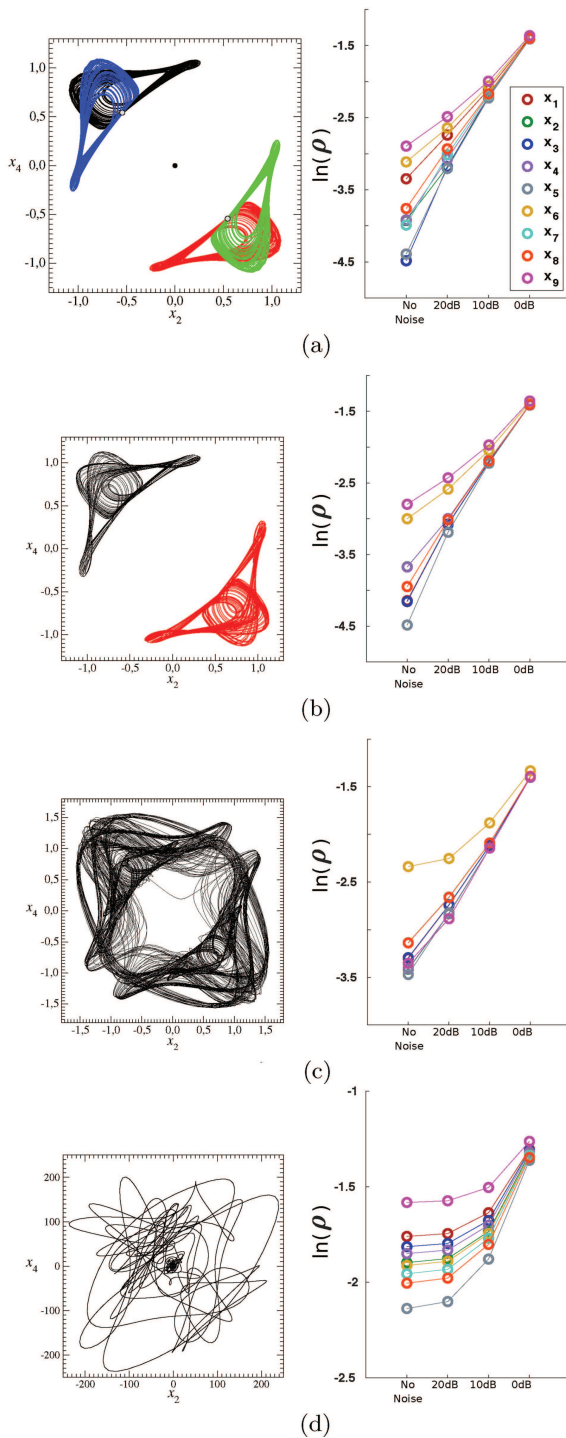 1,0
0,5
0,0
-0,5
-1,0
x4
-1,0 -0,5 0,0 0,5 1,0
x2
-1.5
-2.5
-3.5
-4.5
ln(ρ)
No Noise 20dB 10dB 0dB
x1
x2
x3
x4
x5
x6
x7
x8
x9
(a)
1,0
0,5
0,0
-0,5
-1,0
x4
-1,0 -0,5 0,0 0,5 1,0
x2
-1.5
-2.5
-3.5
-4.5
ln(ρ)
No Noise 20dB 10dB 0dB
(b)
1,5
1,0
0,5
0,0
-0,5
-1,0
-1,5
x4
-1,5 -1,0 -0,5 0,0 0,5 1,0 1,5
x2
-1.5
-2.5
-3.5
ln(ρ)
No Noise 20dB 10dB 0dB
(c)
200
100
0
-100
-200
x4
-200 -100 0 100 200
x2
-1
-1.5
-2
-2.5
ln(ρ)
No Noise 20dB 10dB 0dB
(d)